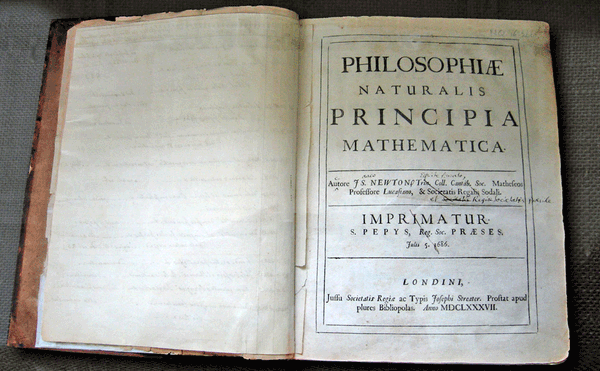 PHILOSOPHIÆ
NATURALIS
PRINCIPIA
MATHEMATICA.
Autore JS. NEWTON, Trin. Coll. Cantab. Soc. Matheseos
Professore Lucasiano, & Societatis Regalis Sodali.
IMPRIMATUR.
S. PEPYS, Reg. Soc. PRÆSES.
Julii 5. 1686.
LONDINI,
Jussu Societatis Regiæ ac Typis Josephi Streater. Prostat apud
plures Bibliopolas. Anno MDCLXXXVII.